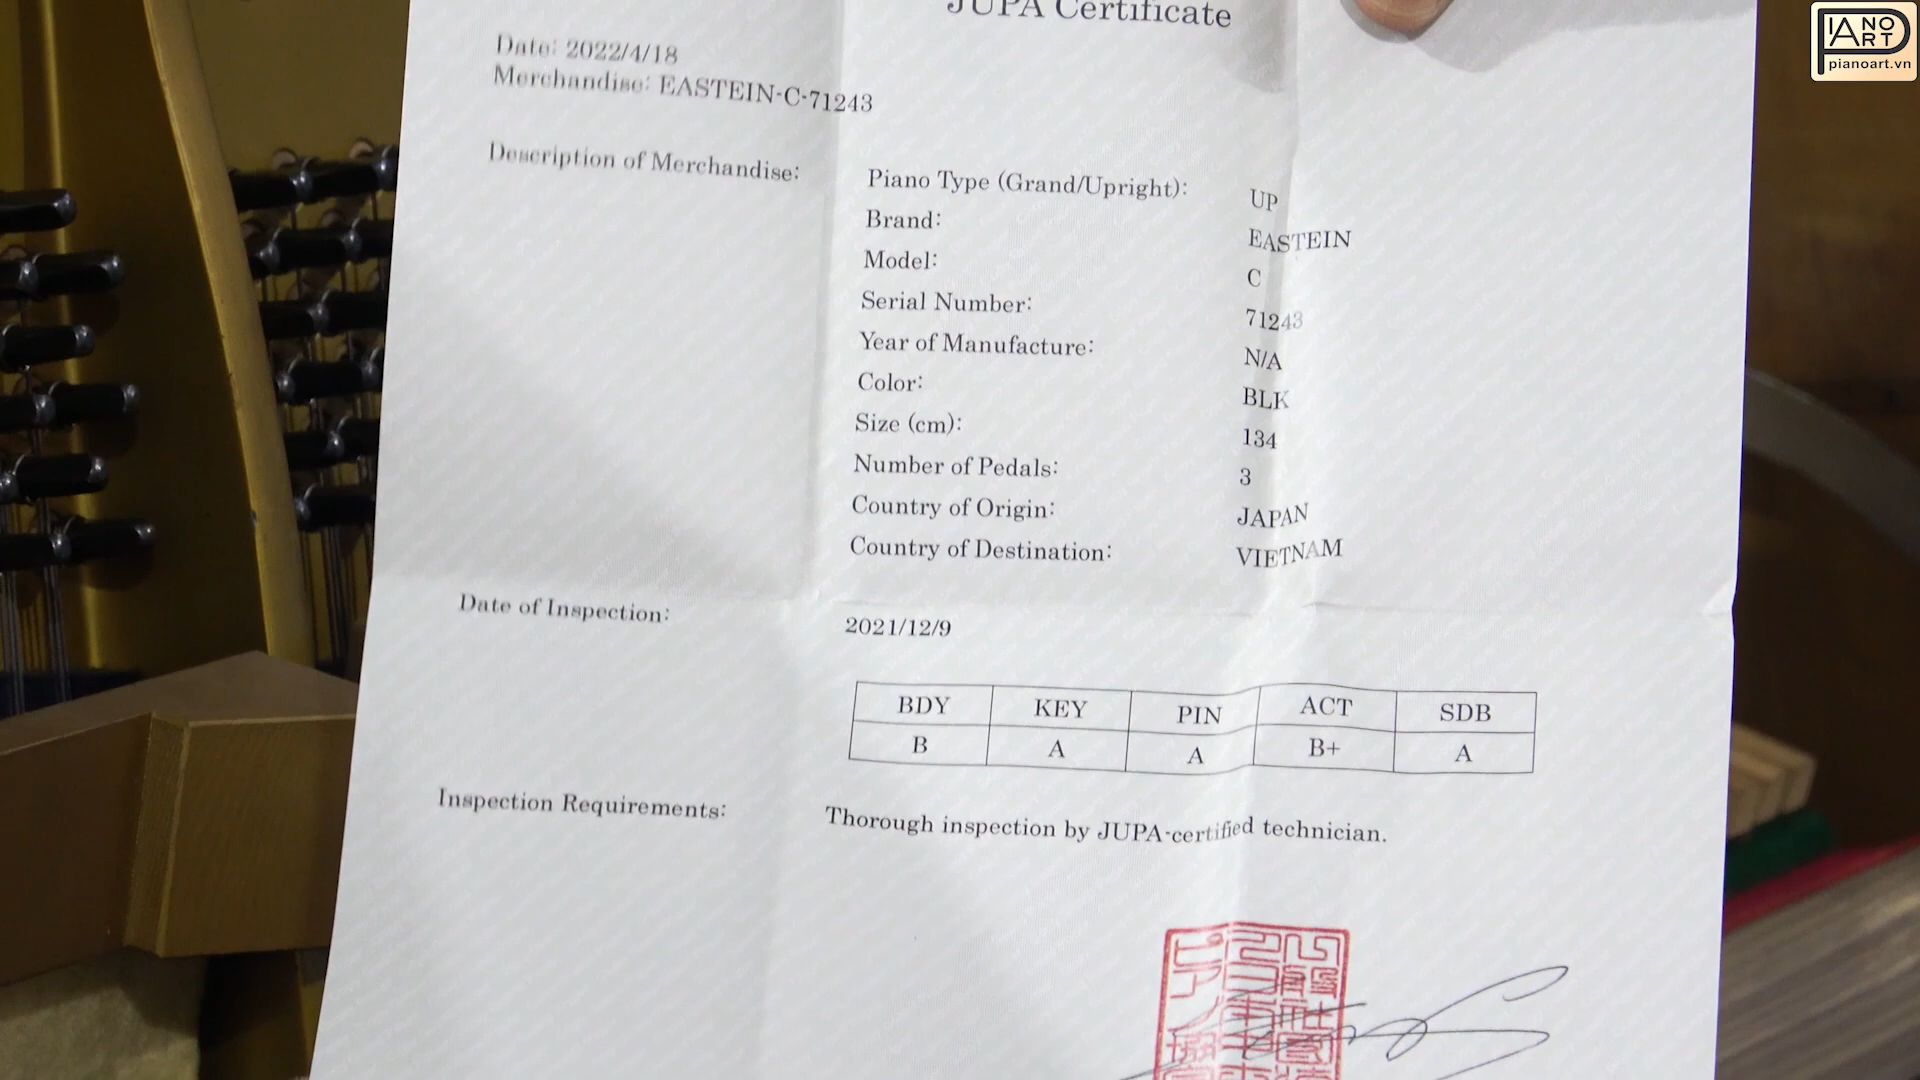 JUPA Certificate
PIANO ART
pianoart.vn
Date: 2022/4/18
Merchandise: EASTEIN-C-71243
Description of Merchandise:
Piano Type (Grand/Upright): UP
Brand: EASTEIN
Model: C
Serial Number: 71243
Year of Manufacture: N/A
Color: BLK
Size (cm): 134
Number of Pedals: 3
Country of Origin: JAPAN
Country of Destination: VIETNAM
Date of Inspection: 2021/12/9
BDY KEY PIN ACT SDB
B A A B+ A
Inspection Requirements: Thorough inspection by JUPA-certified technician.